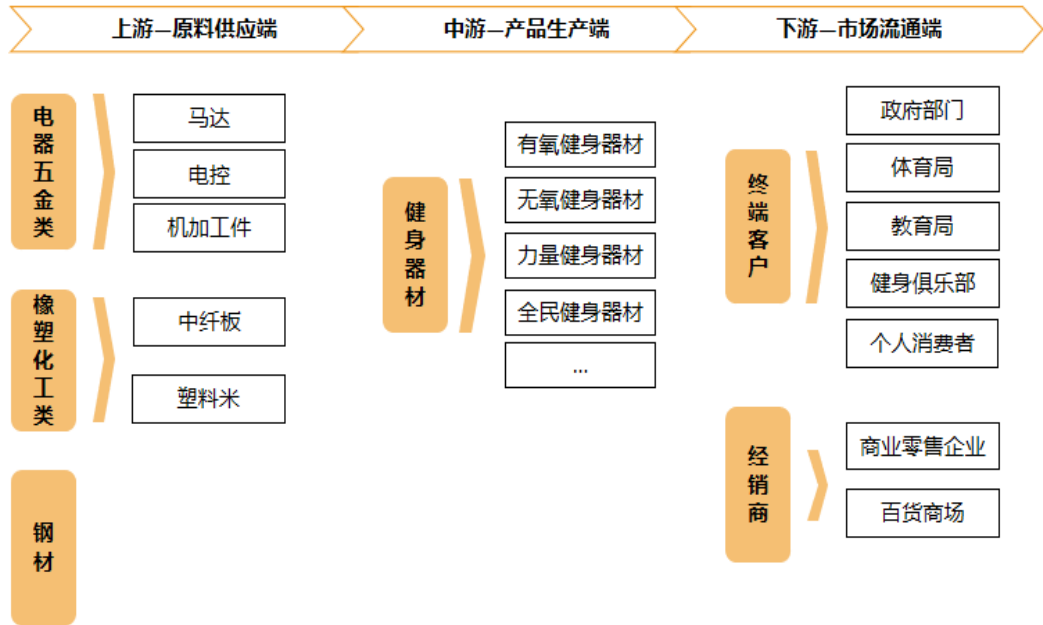 上游—原料供应端
中游—产品生产端
下游—市场流通端
电器五金类
马达
电控
机加工件
橡塑化工类
中纤板
塑料米
钢材
健身器材
有氧健身器材
无氧健身器材
力量健身器材
全民健身器材
...
终端客户
政府部门
体育局
教育局
健身俱乐部
个人消费者
经销商
商业零售企业
百货商场